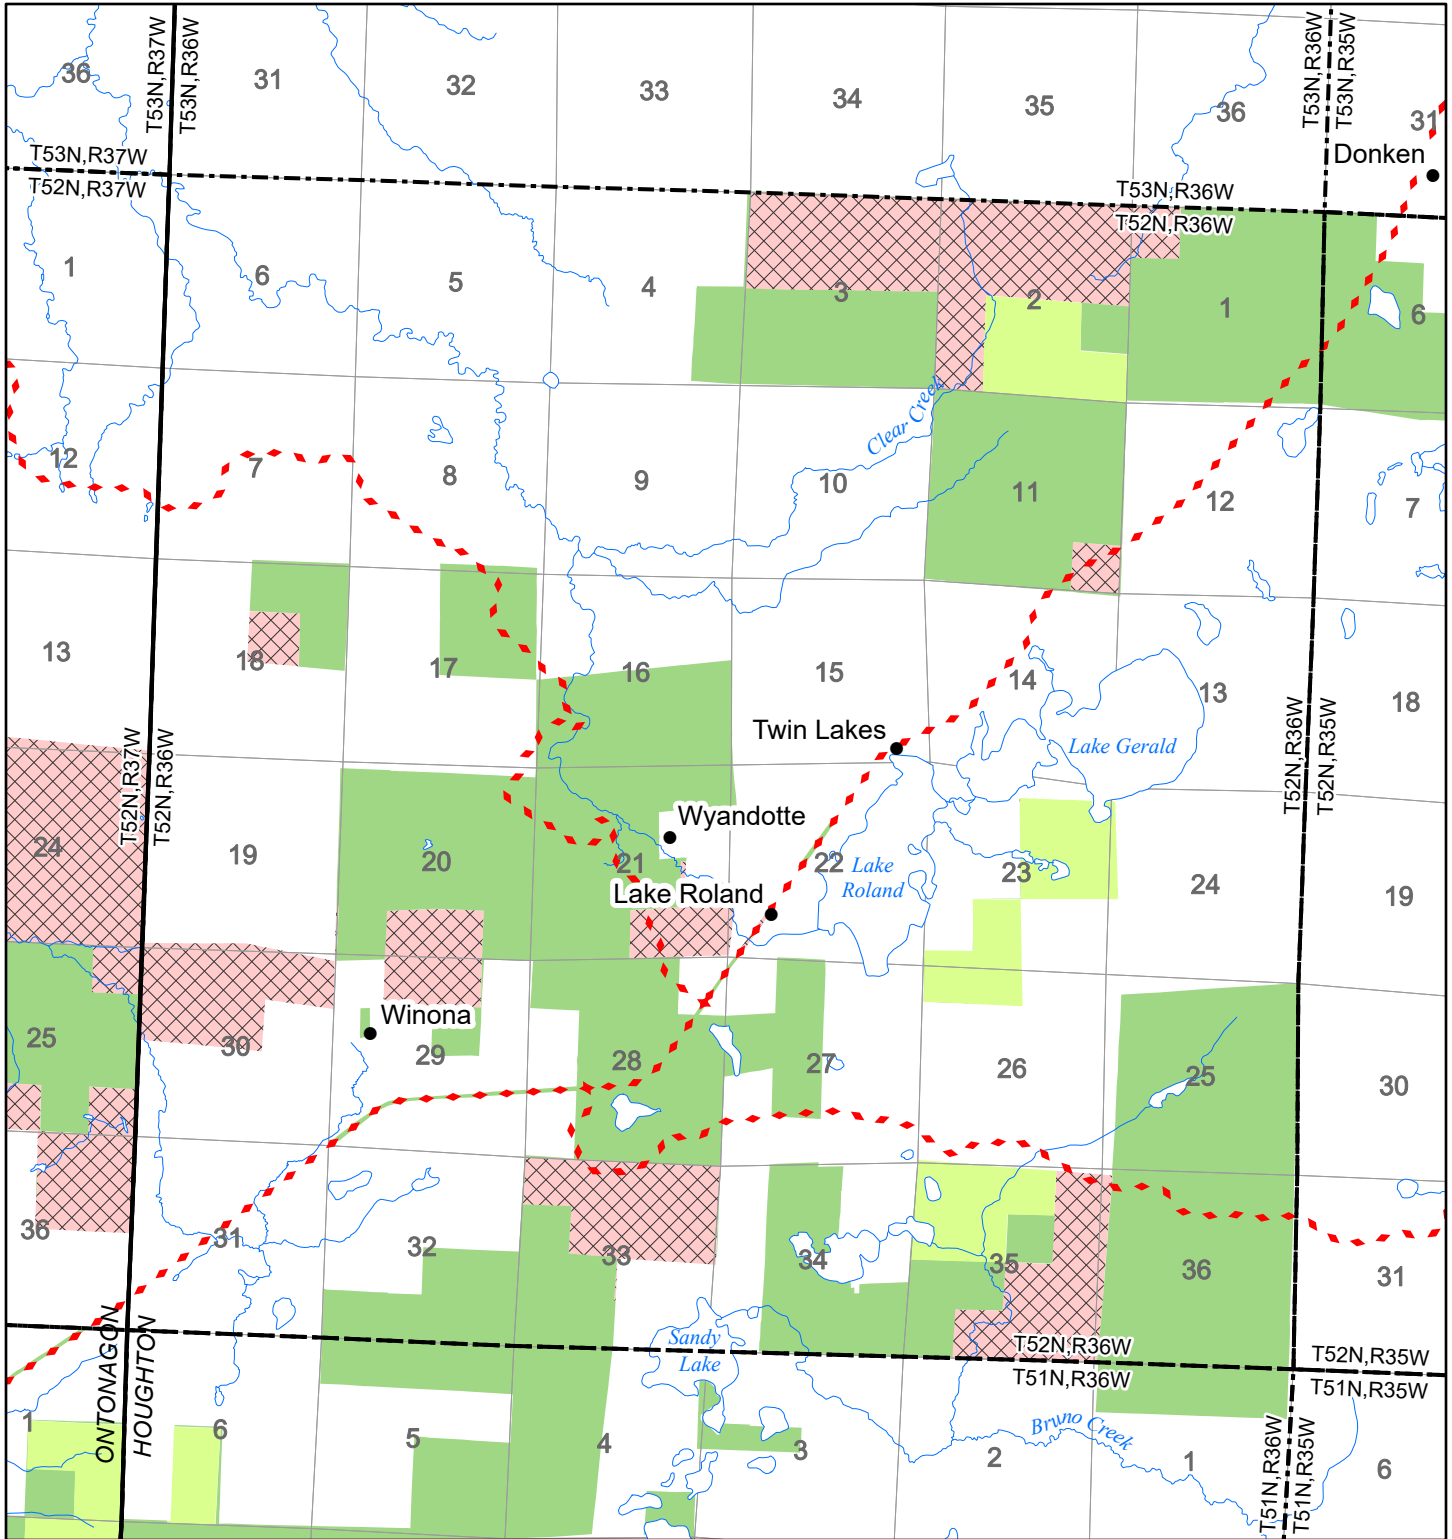 T53N,R37W
T53N,R36W
T53N,R36W
T53N,R35W
36
31
32
33
34
35
36
31
Donken
T53N,R37W
T52N,R37W
T53N,R36W
T52N,R36W
1
6
5
4
3
2
1
6
Clear Creek
12
7
8
9
10
11
12
7
13
18
17
16
15
14
13
18
Twin Lakes
Lake Gerald
T52N,R37W
T52N,R36W
T52N,R36W
T52N,R35W
Wyandotte
24
19
20
21
22
23
24
19
Lake
Roland
Lake Roland
Winona
25
30
29
28
27
26
25
30
36
31
32
33
34
35
36
31
Sandy
Lake
T52N,R36W
T51N,R36W
T52N,R35W
T51N,R35W
ONTONAGON
HOUGHTON
1
6
5
4
3
2
1
6
Bruno Creek
T51N,R36W
T51N,R35W